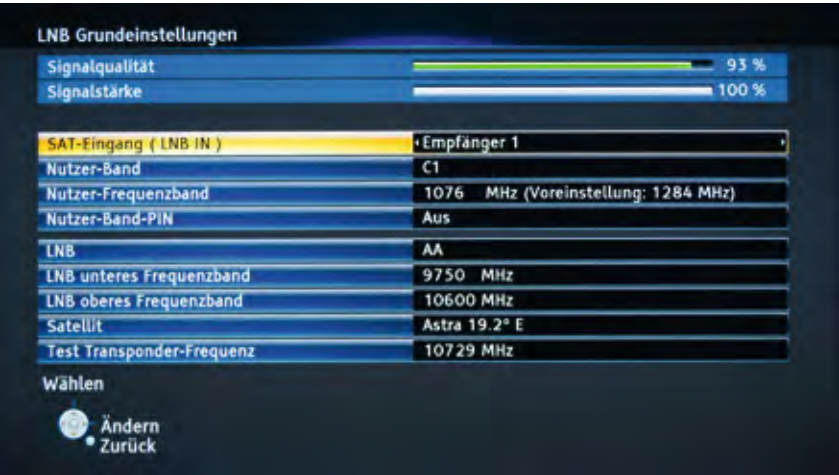 LNB Grundeinstellungen
Signalqualität 93 %
Signalstärke 100 %
SAT-Eingang ( LNB IN ) Empfänger 1
Nutzer-Band C1
Nutzer-Frequenzband 1076 MHz (Voreinstellung: 1284 MHz)
Nutzer-Band-PIN Aus
LNB AA
LNB unteres Frequenzband 9750 MHz
LNB oberes Frequenzband 10600 MHz
Satellit Astra 19.2° E
Test Transponder-Frequenz 10729 MHz
Wählen
Ändern
Zurück